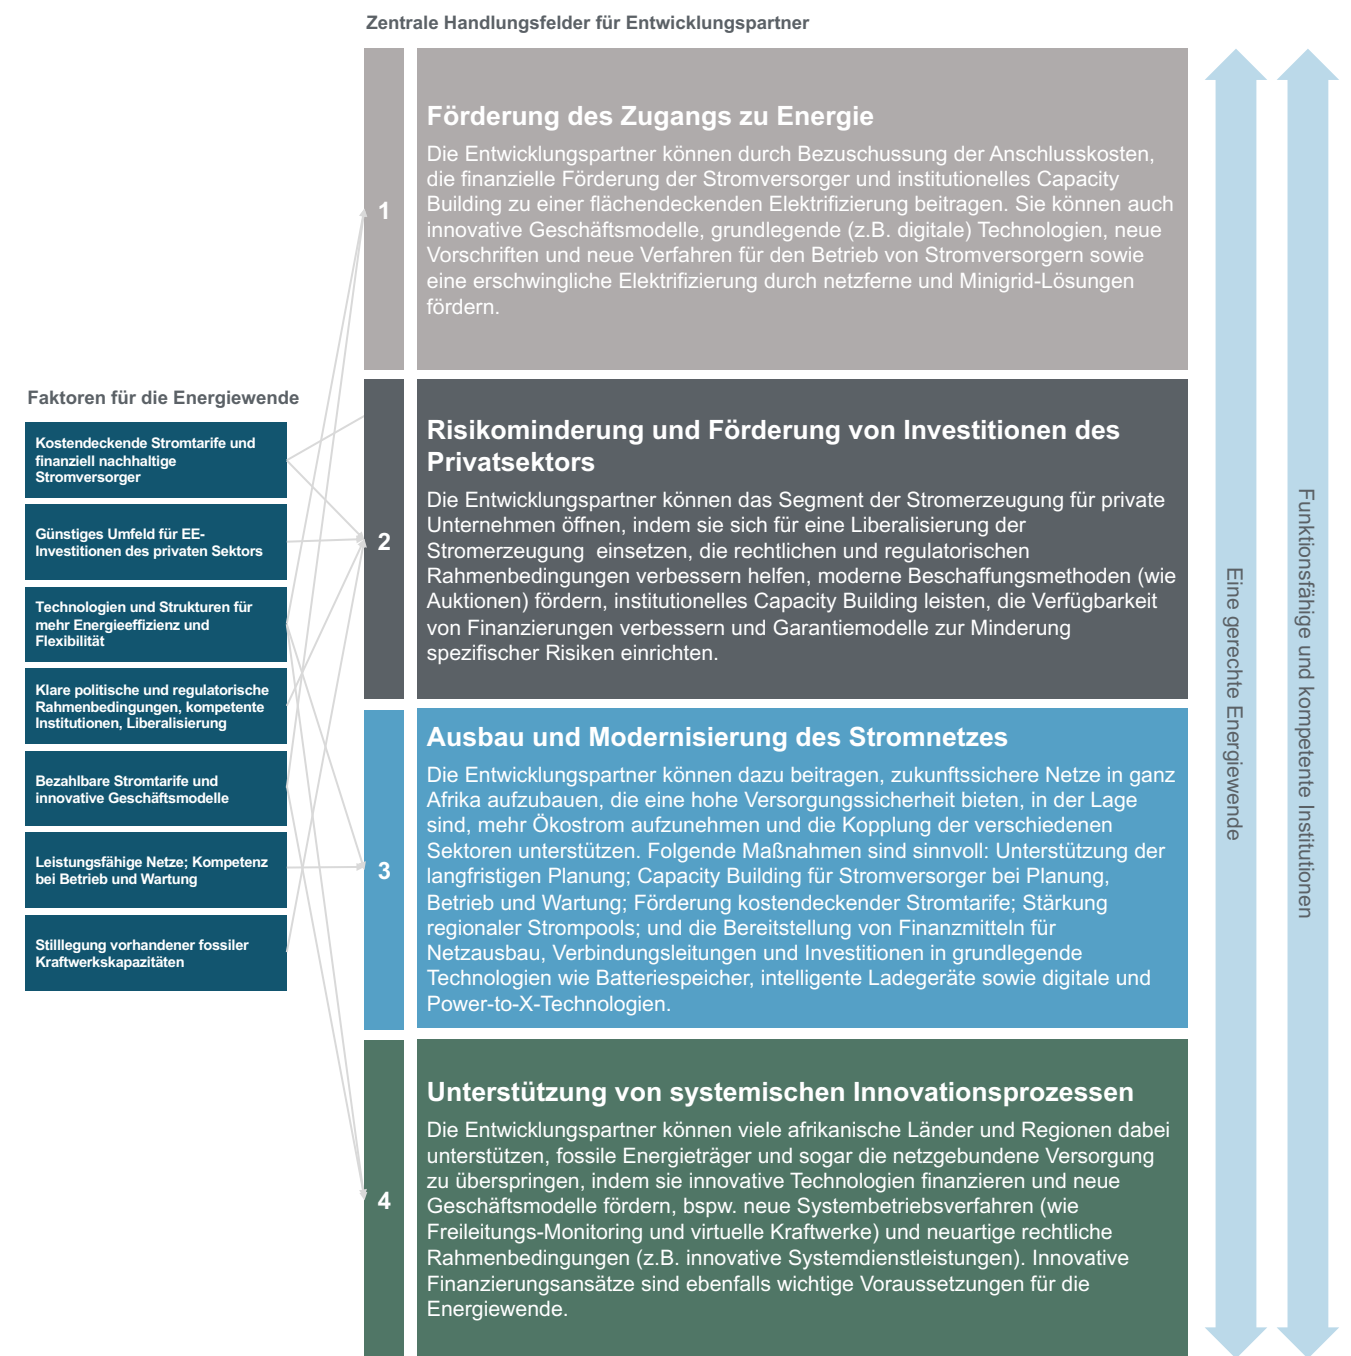 Zentrale Handlungsfelder für Entwicklungspartner
1
Förderung des Zugangs zu Energie
Die Entwicklungspartner können durch Bezuschussung der Anschlusskosten,
die finanzielle Förderung der Stromversorger und institutionelles Capacity
Building zu einer flächendeckenden Elektrifizierung beitragen. Sie können auch
innovative Geschäftsmodelle, grundlegende (z.B. digitale) Technologien, neue
Vorschriften und neue Verfahren für den Betrieb von Stromversorgern sowie
eine erschwingliche Elektrifizierung durch netzferne und Minigrid-Lösungen
fördern.
Faktoren für die Energiewende
Kostendeckende Stromtarife und
finanziell nachhaltige
Stromversorger
Günstiges Umfeld für EE-
Investitionen des privaten Sektors
Technologien und Strukturen für
mehr Energieeffizienz und
Flexibilität
Klare politische und regulatorische
Rahmenbedingungen, kompetente
Institutionen, Liberalisierung
Bezahlbare Stromtarife und
innovative Geschäftsmodelle
Leistungsfähige Netze; Kompetenz
bei Betrieb und Wartung
Stilllegung vorhandener fossiler
Kraftwerkskapazitäten
2
Risikominderung und Förderung von Investitionen des
Privatsektors
Die Entwicklungspartner können das Segment der Stromerzeugung für private
Unternehmen öffnen, indem sie sich für eine Liberalisierung der
Stromerzeugung einsetzen, die rechtlichen und regulatorischen
Rahmenbedingungen verbessern helfen, moderne Beschaffungsmethoden (wie
Auktionen) fördern, institutionelles Capacity Building leisten, die Verfügbarkeit
von Finanzierungen verbessern und Garantiemodelle zur Minderung
spezifischer Risiken einrichten.
3
Ausbau und Modernisierung des Stromnetzes
Die Entwicklungspartner können dazu beitragen, zukunftssichere Netze in ganz
Afrika aufzubauen, die eine hohe Versorgungssicherheit bieten, in der Lage
sind, mehr Ökostrom aufzunehmen und die Kopplung der verschiedenen
Sektoren unterstützen. Folgende Maßnahmen sind sinnvoll: Unterstützung der
langfristigen Planung; Capacity Building für Stromversorger bei Planung,
Betrieb und Wartung; Förderung kostendeckender Stromtarife; Stärkung
regionaler Strompools; und die Bereitstellung von Finanzmitteln für
Netzausbau, Verbindungsleitungen und Investitionen in grundlegende
Technologien wie Batteriespeicher, intelligente Ladegeräte sowie digitale und
Power-to-X-Technologien.
4
Unterstützung von systemischen Innovationsprozessen
Die Entwicklungspartner können viele afrikanische Länder und Regionen dabei
unterstützen, fossile Energieträger und sogar die netzgebundene Versorgung
zu überspringen, indem sie innovative Technologien finanzieren und neue
Geschäftsmodelle fördern, bspw. neue Systembetriebsverfahren (wie
Freileitungs-Monitoring und virtuelle Kraftwerke) und neuartige rechtliche
Rahmenbedingungen (z.B. innovative Systemdienstleistungen). Innovative
Finanzierungsansätze sind ebenfalls wichtige Voraussetzungen für die
Energiewende.
Eine gerechte Energiewende
Funktionsfähige und kompetente Institutionen